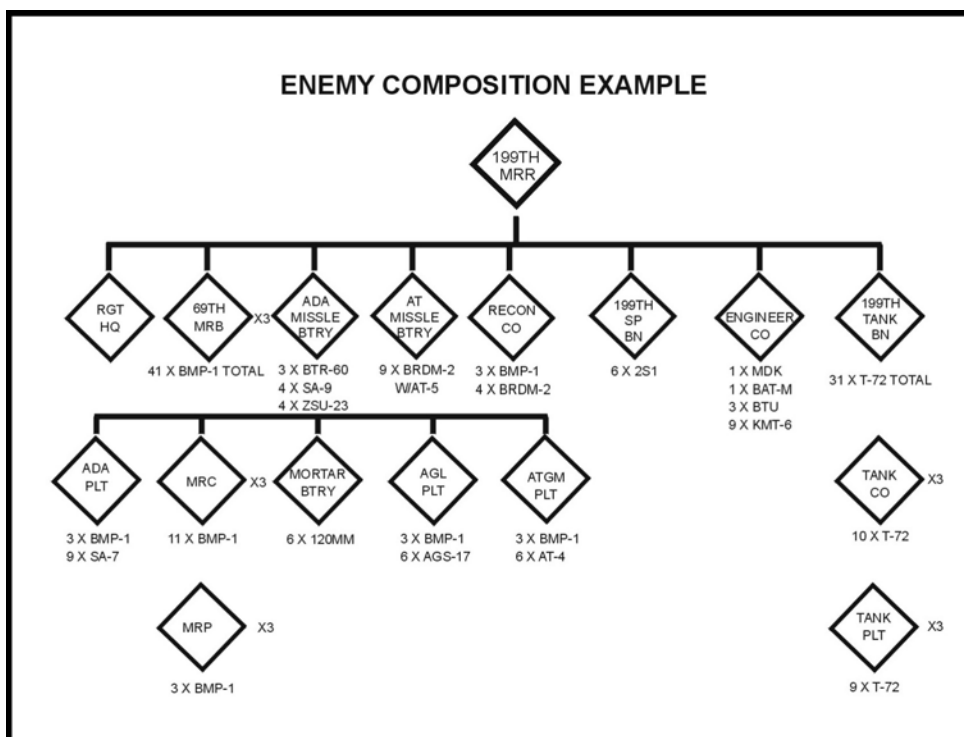 ENEMY COMPOSITION EXAMPLE
199TH
MRR
RGT
HQ
69TH
MRB
X3
41 X BMP-1 TOTAL
ADA
MISSLE
BTRY
3 X BTR-60
4 X SA-9
4 X ZSU-23
AT
MISSLE
BTRY
9 X BRDM-2
W/AT-5
RECON
CO
3 X BMP-1
4 X BRDM-2
199TH
SP
BN
6 X 2S1
ENGINEER
CO
1 X MDK
1 X BAT-M
3 X BTU
9 X KMT-6
199TH
TANK
BN
31 X T-72 TOTAL
ADA
PLT
3 X BMP-1
9 X SA-7
MRC
X3
11 X BMP-1
MORTAR
BTRY
6 X 120MM
AGL
PLT
3 X BMP-1
6 X AGS-17
ATGM
PLT
3 X BMP-1
6 X AT-4
TANK
CO
X3
10 X T-72
MRP
X3
3 X BMP-1
TANK
PLT
X3
9 X T-72